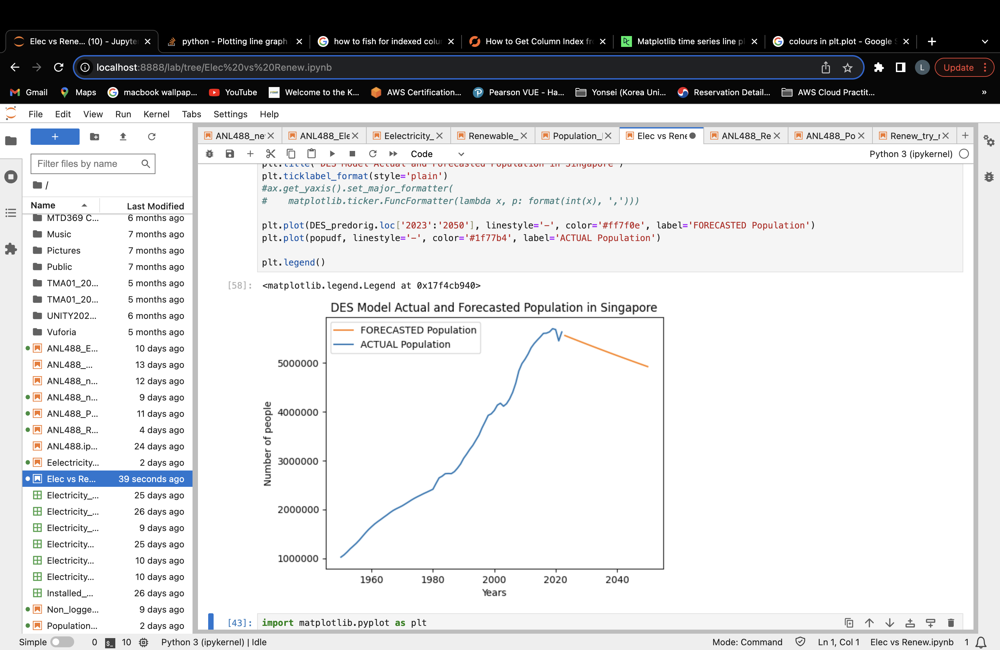 Elec vs Rene... (10) - Jupyte
python - Plotting line graph
how to fish for indexed colu
How to Get Column Index fr
Matplotlib time series line pl
colours in plt.plot - Google S
localhost:8888/lab/tree/Elec%20vs%20Renew.ipynb
L
Update
Gmail
Maps
macbook wallpap...
YouTube
Welcome to the K...
AWS Certification...
Pearson VUE - Ha...
Yonsei (Korea Uni...
Reservation Detail...
AWS Cloud Practit...
»
File Edit View Run Kernel Tabs Settings Help
ANL488_ne
ANL488_Ele
Eelectricity_
Renewable_
Population_
Elec vs Rene
ANL488_Re
ANL488_Po
Renew_try_r
Code
Python 3 (ipykernel)
Filter files by name
/
Name Last Modified
MTD369 C... 6 months ago
Music 7 months ago
Pictures 7 months ago
Public 7 months ago
TMA01_20... 5 months ago
TMA01_20... 5 months ago
UNITY202... 6 months ago
Vuforia 5 months ago
ANL488_E... 10 days ago
ANL488_... 13 days ago
ANL488_n... 12 days ago
ANL488_n... 9 days ago
ANL488_P... 11 days ago
ANL488_R... 4 days ago
ANL488.ip... 24 days ago
Eelectricity... 2 days ago
Elec vs Re... 39 seconds ago
Electricity_... 25 days ago
Electricity_... 26 days ago
Electricity_... 9 days ago
Electricity... 25 days ago
Electricity... 10 days ago
Electricity... 10 days ago
Installed_... 26 days ago
Non_logge... 9 days ago
Population... 2 days ago
plt.title("DES Model Actual and Forecasted Population in Singapore")
plt.ticklabel_format(style='plain')
#ax.get_yaxis().set_major_formatter(
#    matplotlib.ticker.FuncFormatter(lambda x, p: format(int(x), ',')))
plt.plot(DES_predorig.loc['2023':'2050'], linestyle='-', color='#ff7f0e', label='FORECASTED Population')
plt.plot(popudf, linestyle='-', color='#1f77b4', label='ACTUAL Population')
plt.legend()
[58]: <matplotlib.legend.Legend at 0x17f4cb940>
DES Model Actual and Forecasted Population in Singapore
FORECASTED Population
ACTUAL Population
5000000
4000000
3000000
2000000
1000000
Number of people
1960 1980 2000 2020 2040
Years
[43]: import matplotlib.pyplot as plt
Simple 0 $_ 10 Python 3 (ipykernel) | Idle
Mode: Command Ln 1, Col 1 Elec vs Renew.ipynb 1